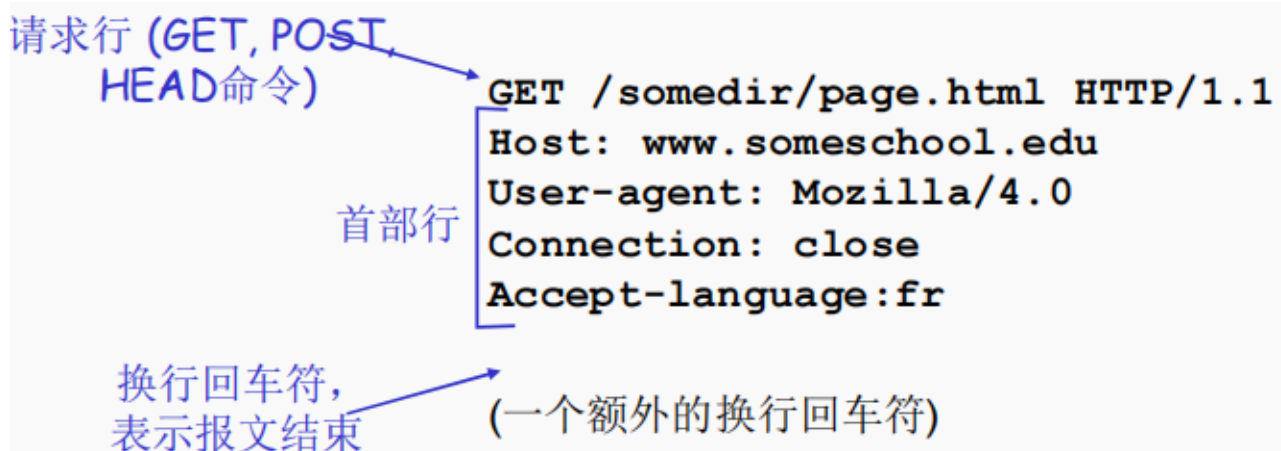 请求行 (GET, POST,
HEAD命令)
GET /somedir/page.html HTTP/1.1
Host: www.someschool.edu
User-agent: Mozilla/4.0
Connection: close
Accept-language:fr
首部行
换行回车符，
表示报文结束
(一个额外的换行回车符)